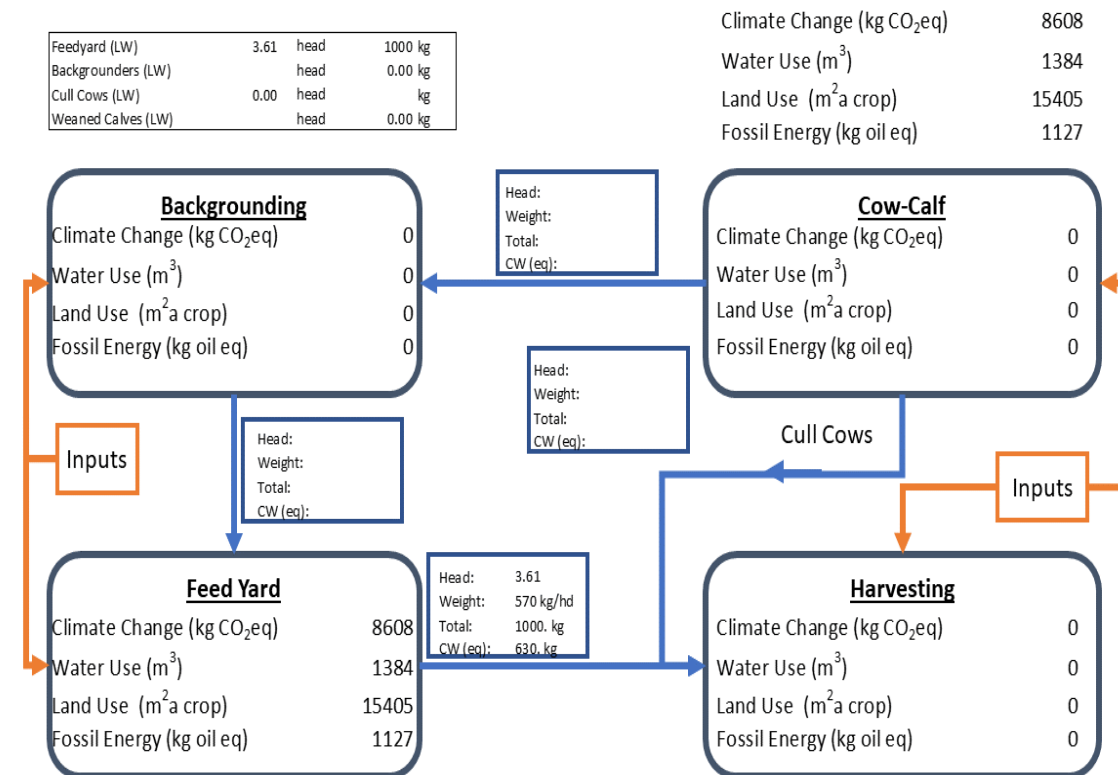 Climate Change (kg CO₂eq) 8608
Water Use (m³) 1384
Land Use (m²a crop) 15405
Fossil Energy (kg oil eq) 1127
Feedyard (LW) 3.61 head 1000 kg
Backgrounders (LW) head 0.00 kg
Cull Cows (LW) 0.00 head kg
Weaned Calves (LW) head 0.00 kg
Backgrounding
Climate Change (kg CO₂eq) 0
Water Use (m³) 0
Land Use (m²a crop) 0
Fossil Energy (kg oil eq) 0
Head:
Weight:
Total:
CW (eq):
Cow-Calf
Climate Change (kg CO₂eq) 0
Water Use (m³) 0
Land Use (m²a crop) 0
Fossil Energy (kg oil eq) 0
Head:
Weight:
Total:
CW (eq):
Cull Cows
Inputs
Head:
Weight:
Total:
CW (eq):
Inputs
Feed Yard
Climate Change (kg CO₂eq) 8608
Water Use (m³) 1384
Land Use (m²a crop) 15405
Fossil Energy (kg oil eq) 1127
Head: 3.61
Weight: 570 kg/hd
Total: 1000. kg
CW (eq): 630. kg
Harvesting
Climate Change (kg CO₂eq) 0
Water Use (m³) 0
Land Use (m²a crop) 0
Fossil Energy (kg oil eq) 0